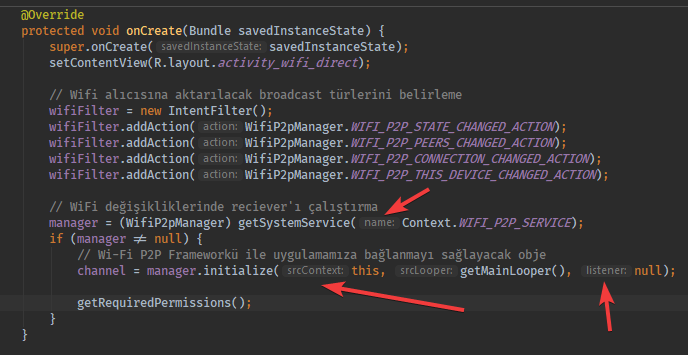 @Override
protected void onCreate(Bundle savedInstanceState) {
super.onCreate( savedInstanceState: savedInstanceState);
setContentView(R.layout.activity_wifi_direct);
// Wifi alıcısına aktarılacak broadcast türlerini belirleme
wifiFilter = new IntentFilter();
wifiFilter.addAction( action: WifiP2pManager.WIFI_P2P_STATE_CHANGED_ACTION);
wifiFilter.addAction( action: WifiP2pManager.WIFI_P2P_PEERS_CHANGED_ACTION);
wifiFilter.addAction( action: WifiP2pManager.WIFI_P2P_CONNECTION_CHANGED_ACTION);
wifiFilter.addAction( action: WifiP2pManager.WIFI_P2P_THIS_DEVICE_CHANGED_ACTION);
// WiFi değişikliklerinde reciever'ı çalıştırma
manager = (WifiP2pManager) getSystemService( name: Context.WIFI_P2P_SERVICE);
if (manager ≠ null) {
// Wi-Fi P2P Frameworkü ile uygulamamıza bağlanmayı sağlayacak obje
channel = manager.initialize( srcContext: this, srcLooper: getMainLooper(), listener: null);
getRequiredPermissions();
}
}